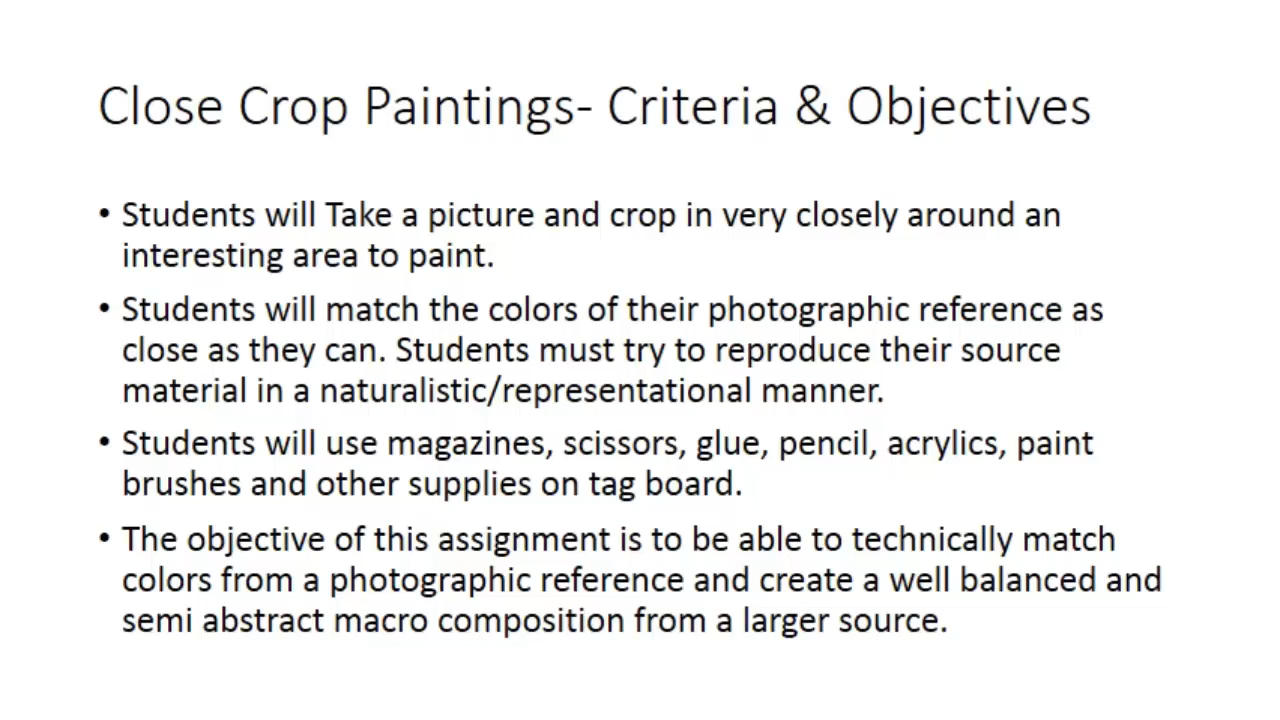 Close Crop Paintings- Criteria & Objectives
• Students will Take a picture and crop in very closely around an
interesting area to paint.
• Students will match the colors of their photographic reference as
close as they can. Students must try to reproduce their source
material in a naturalistic/representational manner.
• Students will use magazines, scissors, glue, pencil, acrylics, paint
brushes and other supplies on tag board.
• The objective of this assignment is to be able to technically match
colors from a photographic reference and create a well balanced and
semi abstract macro composition from a larger source.